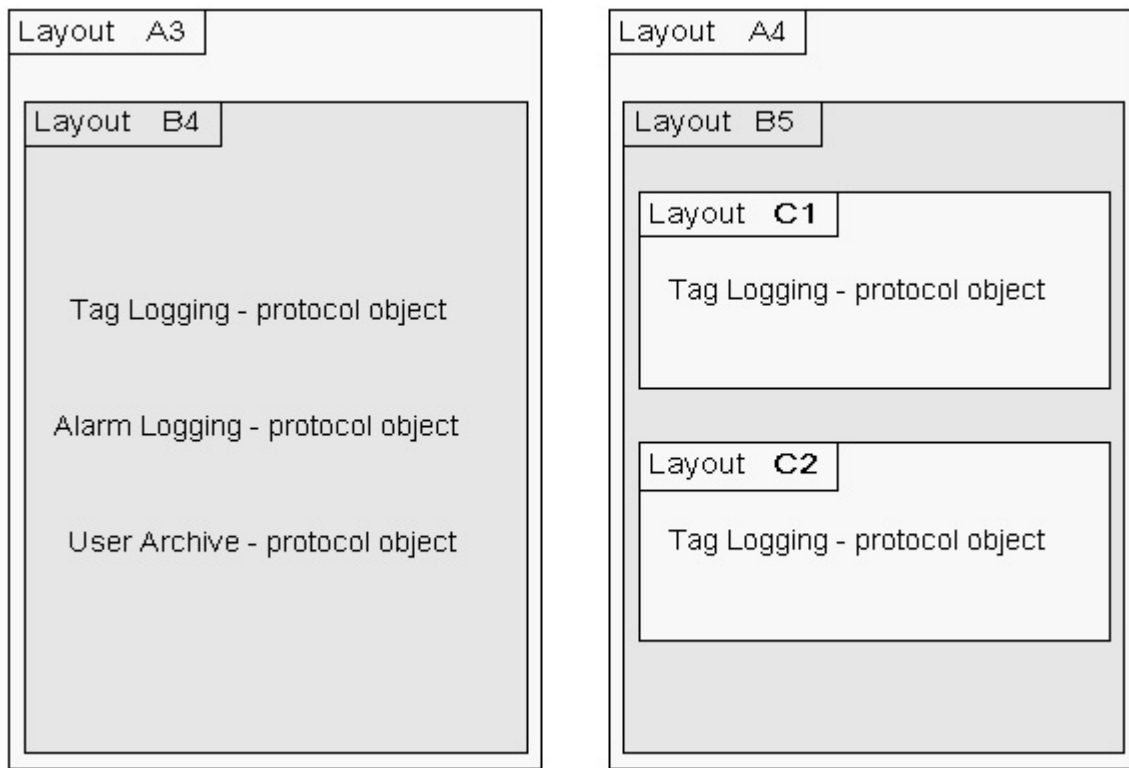 Layout A3
Layout B4
Tag Logging - protocol object
Alarm Logging - protocol object
User Archive - protocol object
Layout A4
Layout B5
Layout C1
Tag Logging - protocol object
Layout C2
Tag Logging - protocol object